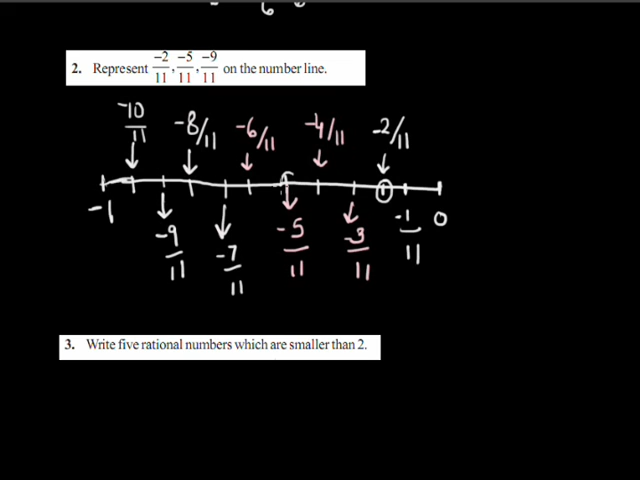 6
2. Represent -2/11, -5/11, -9/11 on the number line.
-10/11 -8/11 -6/11 -4/11 -2/11
-1 0
-9/11 -7/11 -5/11 -3/11 -1/11
3. Write five rational numbers which are smaller than 2.